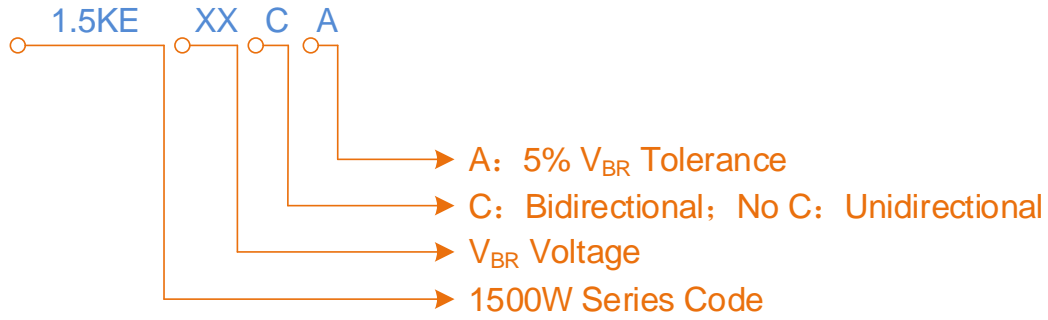 1.5KE XX C A
A：5% VBR Tolerance
C：Bidirectional；No C：Unidirectional
VBR Voltage
1500W Series Code